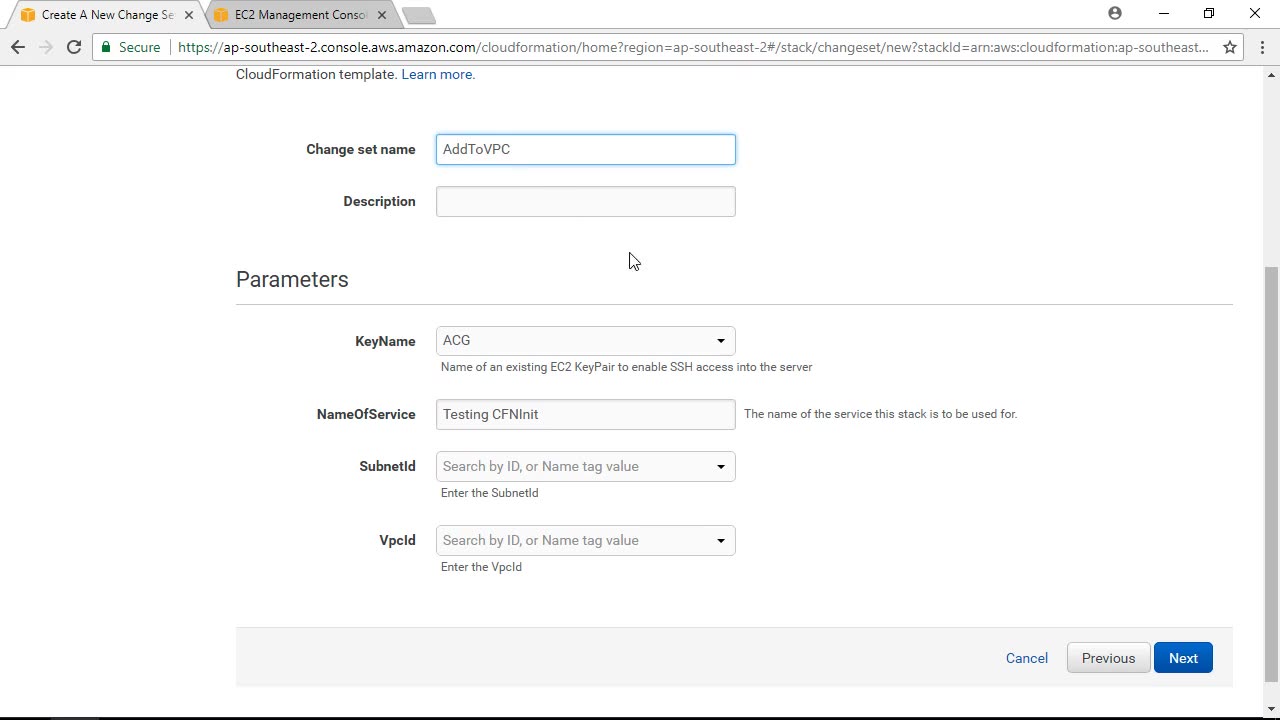 Create A New Change Se
EC2 Management Conso
Secure
https://ap-southeast-2.console.aws.amazon.com/cloudformation/home?region=ap-southeast-2#/stack/changeset/new?stackId=arn:aws:cloudformation:ap-southeast...
CloudFormation template. Learn more.
Change set name
AddToVPC
Description
Parameters
KeyName
ACG
Name of an existing EC2 KeyPair to enable SSH access into the server
NameOfService
Testing CFNInit
The name of the service this stack is to be used for.
SubnetId
Search by ID, or Name tag value
Enter the SubnetId
VpcId
Search by ID, or Name tag value
Enter the VpcId
Cancel
Previous
Next